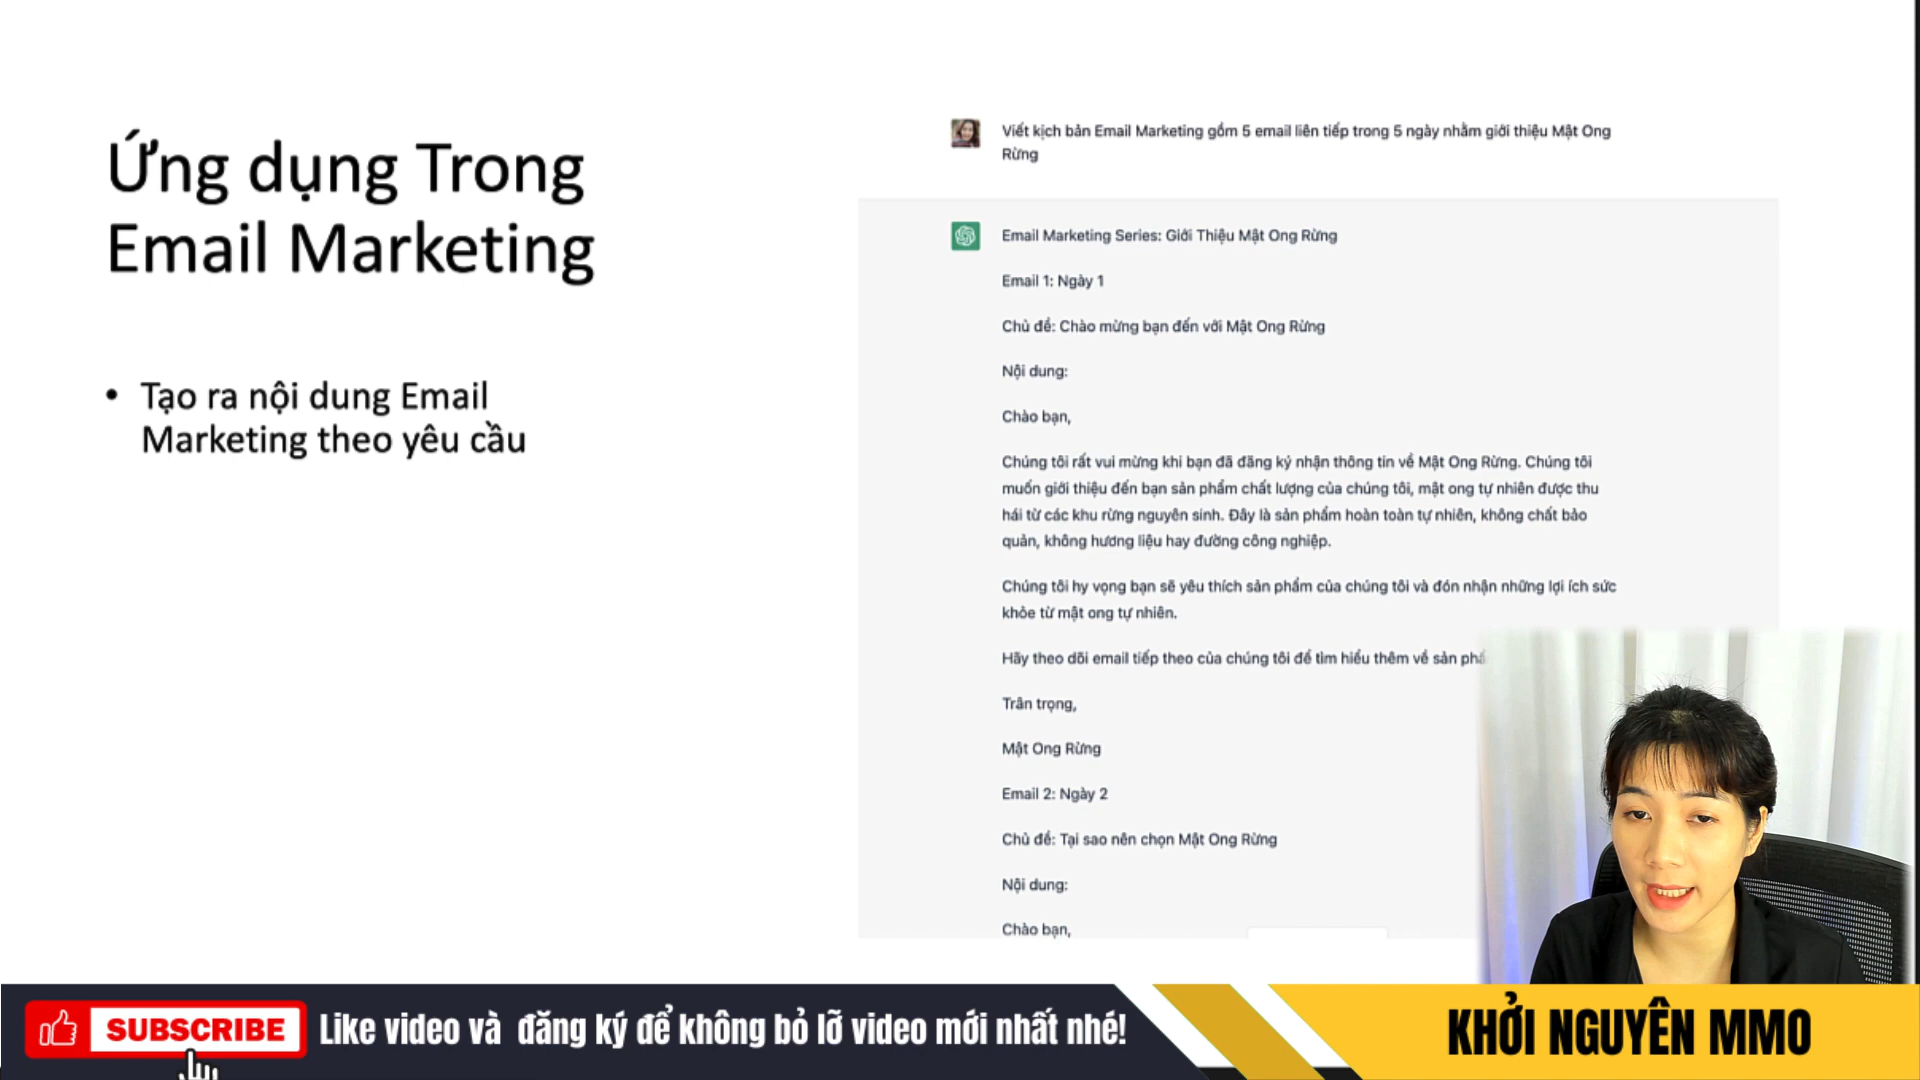 Ứng dụng Trong
Email Marketing
• Tạo ra nội dung Email
Marketing theo yêu cầu
Viết kịch bản Email Marketing gồm 5 email liên tiếp trong 5 ngày nhằm giới thiệu Mật Ong
Rừng
Email Marketing Series: Giới Thiệu Mật Ong Rừng
Email 1: Ngày 1
Chủ đề: Chào mừng bạn đến với Mật Ong Rừng
Nội dung:
Chào bạn,
Chúng tôi rất vui mừng khi bạn đã đăng ký nhận thông tin về Mật Ong Rừng. Chúng tôi
muốn giới thiệu đến bạn sản phẩm chất lượng của chúng tôi, mật ong tự nhiên được thu
hái từ các khu rừng nguyên sinh. Đây là sản phẩm hoàn toàn tự nhiên, không chất bảo
quản, không hương liệu hay đường công nghiệp.
Chúng tôi hy vọng bạn sẽ yêu thích sản phẩm của chúng tôi và đón nhận những lợi ích sức
khỏe từ mật ong tự nhiên.
Hãy theo dõi email tiếp theo của chúng tôi để tìm hiểu thêm về sản
Trân trọng,
Mật Ong Rừng
Email 2: Ngày 2
Chủ đề: Tại sao nên chọn Mật Ong Rừng
Nội dung:
Chào bạn,
SUBSCRIBE
Like video và đăng ký để không bỏ lỡ video mới nhất nhé!
KHỞI NGUYÊN MMO